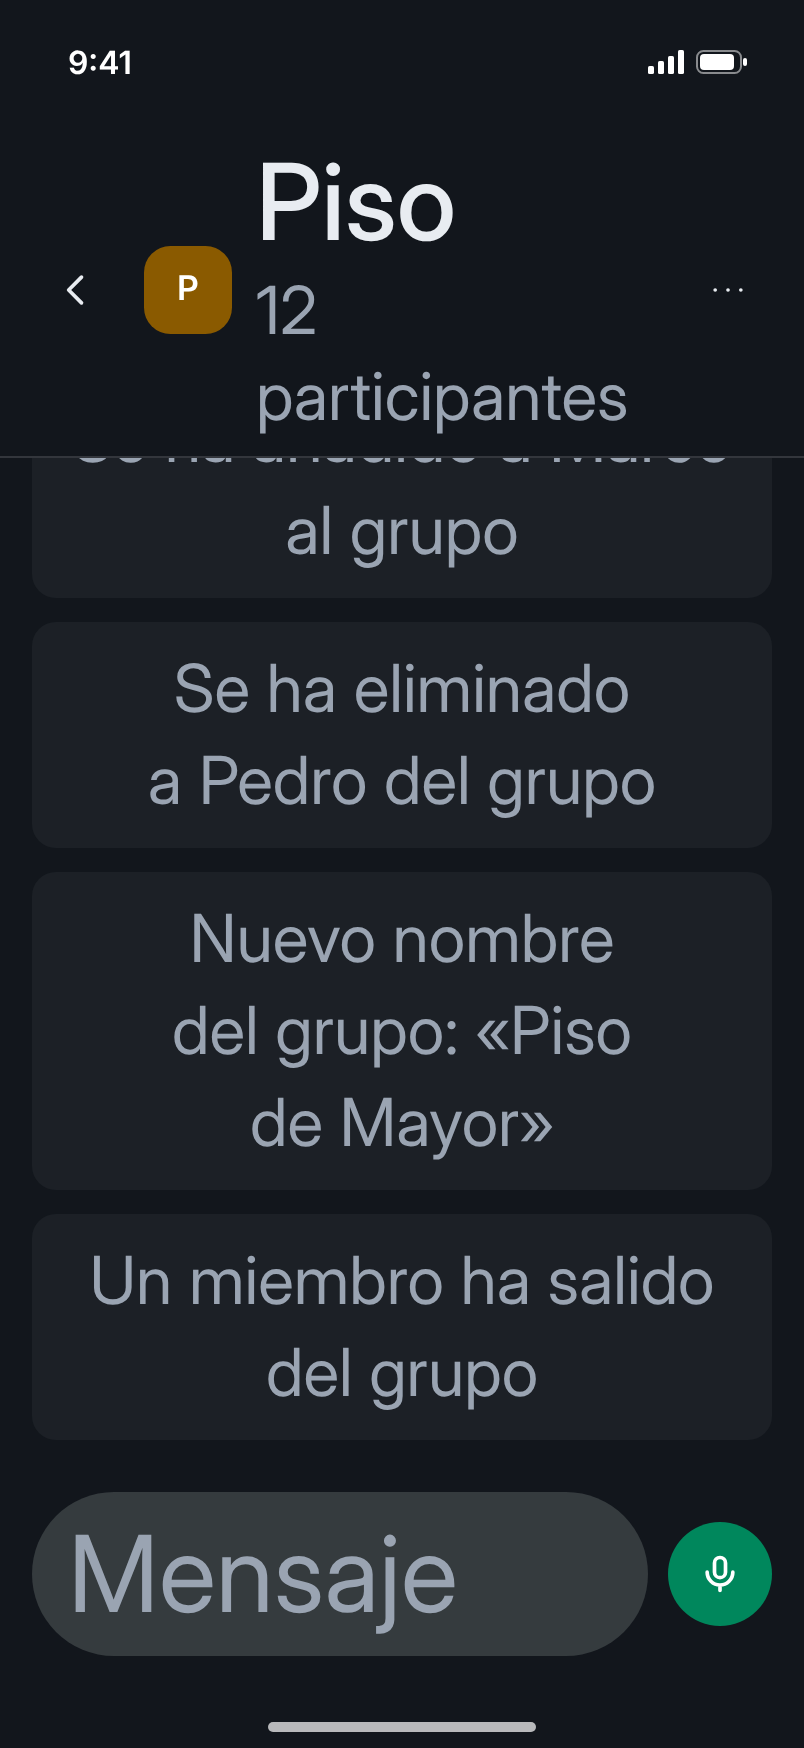 9:41
Piso
P
12
participantes
al grupo
Se ha eliminado
a Pedro del grupo
Nuevo nombre
del grupo: «Piso
de Mayor»
Un miembro ha salido
del grupo
Mensaje